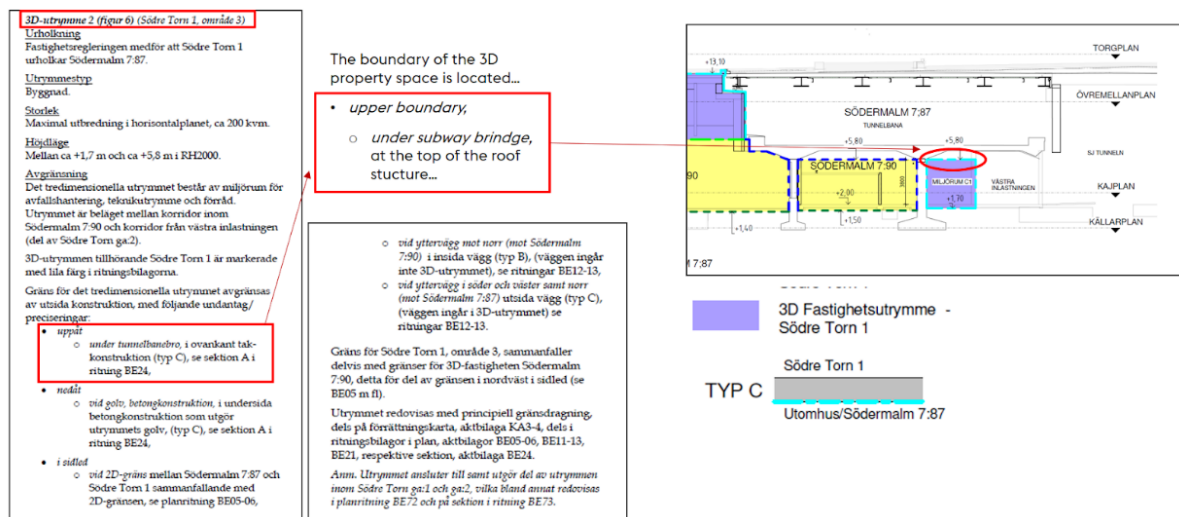 3D-utrymme 2 (figur 6) (Södre Torn 1, område 3)
Urholkning
Fastighetsregleringen medför att Södre Torn 1
urholkar Södermalm 7:87.
Utrymmestyp
Byggnad.
Storlek
Maximal utbredning i horisontalplanet, ca 200 kvm.
Höjdläge
Mellan ca +1,7 m och ca +5,8 m i RH2000.
Avgränsning
Det tredimensionella utrymmet består av miljörum för
avfallshantering, teknikutrymme och förråd.
Utrymmet är beläget mellan korridor inom
Södermalm 7:90 och korridor från västra inlastningen
(del av Södre Torn ga:2).
3D-utrymmen tillhörande Södre Torn 1 är markerade
med lila färg i ritningsbilagorna.
Gräns för det tredimensionella utrymmet avgränsas
av utsida konstruktion, med följande undantag/
preciseringar:
• uppåt
o under tunnelbanebro, i ovankant tak-
konstruktion (typ C), se sektion A i
ritning BE24,
• nedåt
o vid golv, betongkonstruktion, i undersida
betongkonstruktion som utgör
utrymmets golv, (typ C), se sektion A i
ritning BE24,
• i sidled
o vid 2D-gräns mellan Södermalm 7:87 och
Södre Torn 1 sammanfallande med
2D-gränsen, se planritning BE05-06,
The boundary of the 3D
property space is located…
• upper boundary,
o under subway brindge,
at the top of the roof
stucture…
o vid yttervägg mot norr (mot Södermalm
7:90) i insida vägg (typ B), (väggen ingår
inte 3D-utrymmet), se ritningar BE12-13,
o vid yttervägg i söder och väster samt norr
(mot Södermalm 7:87) utsida vägg (typ C),
(väggen ingår i 3D-utrymmet) se
ritningar BE12-13.
Gräns för Södre Torn 1, område 3, sammanfaller
delvis med gränser för 3D-fastigheten Södermalm
7:90, detta för del av gränsen i nordväst i sidled (se
BE05 m fl).
Utrymmet redovisas med principiell gränsdragning,
dels på förrättningskarta, aktbilaga KA3-4, dels i
ritningsbilagor i plan, aktbilagor BE05-06, BE11-13,
BE21, respektive sektion, aktbilaga BE24.
Anm. Utrymmet ansluter till samt utgör del av utrymmen
inom Södre Torn ga:1 och ga:2, vilka bland annat redovisas
i planritning BE72 och på sektion i ritning BE73.
TORGPLAN
+13,10
ÖVREMELLANPLAN
SÖDERMALM 7:87
TUNNELBANA
+5,80
+5,80
SJ TUNNELN
SÖDERMALM 7:90
90
MILJÖRUM C1
VÄSTRA
INLASTNINGEN
KAJPLAN
+2,00
+1,70
+1,50
+1,40
KÄLLARPLAN
M 7:87
3D Fastighetsutrymme -
Södre Torn 1
Södre Torn 1
TYP C
Utomhus/Södermalm 7:87